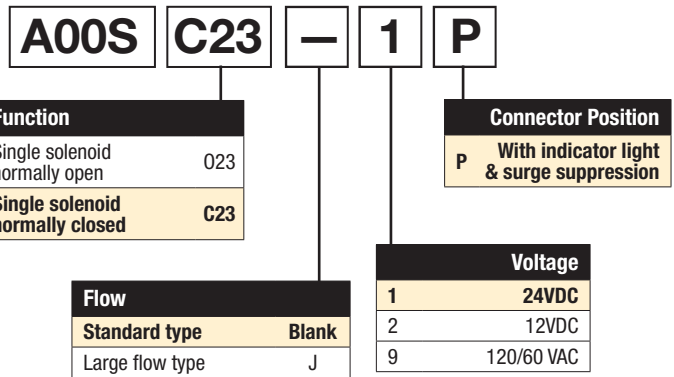 A00S C23 — 1 P
Function
Single solenoid
normally open O23
Single solenoid
normally closed C23
Connector Position
P With indicator light
& surge suppression
Flow
Standard type Blank
Large flow type J
Voltage
1 24VDC
2 12VDC
9 120/60 VAC